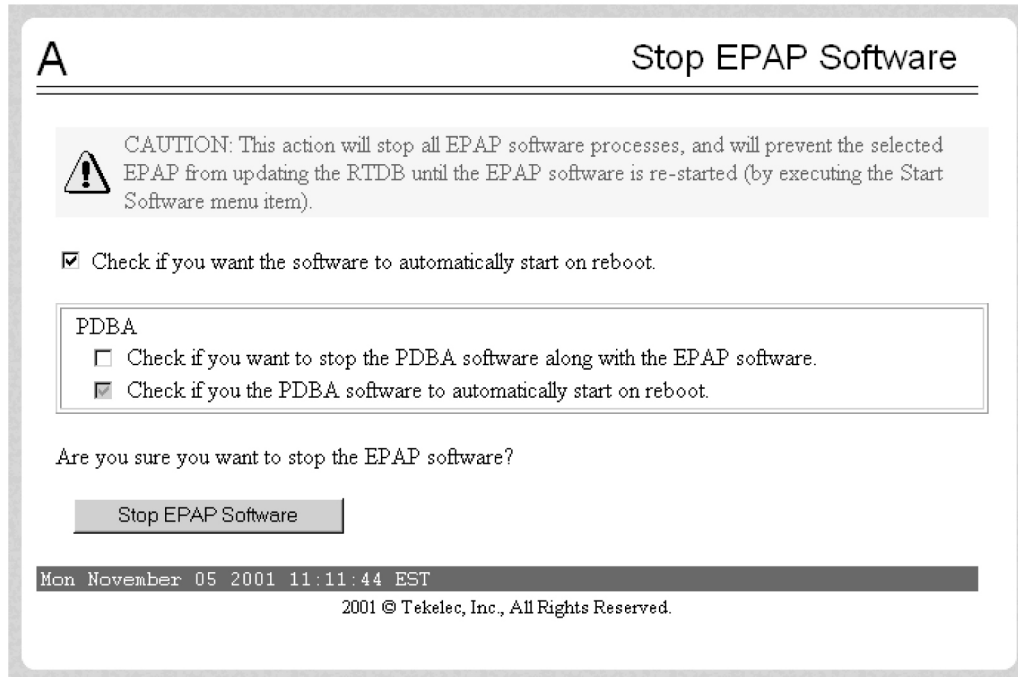 A
Stop EPAP Software
CAUTION: This action will stop all EPAP software processes, and will prevent the selected
EPAP from updating the RTDB until the EPAP software is re-started (by executing the Start
Software menu item).
Check if you want the software to automatically start on reboot.
PDBA
Check if you want to stop the PDBA software along with the EPAP software.
Check if you the PDBA software to automatically start on reboot.
Are you sure you want to stop the EPAP software?
Stop EPAP Software
Mon November 05 2001 11:11:44 EST
2001 © Tekelec, Inc., All Rights Reserved.